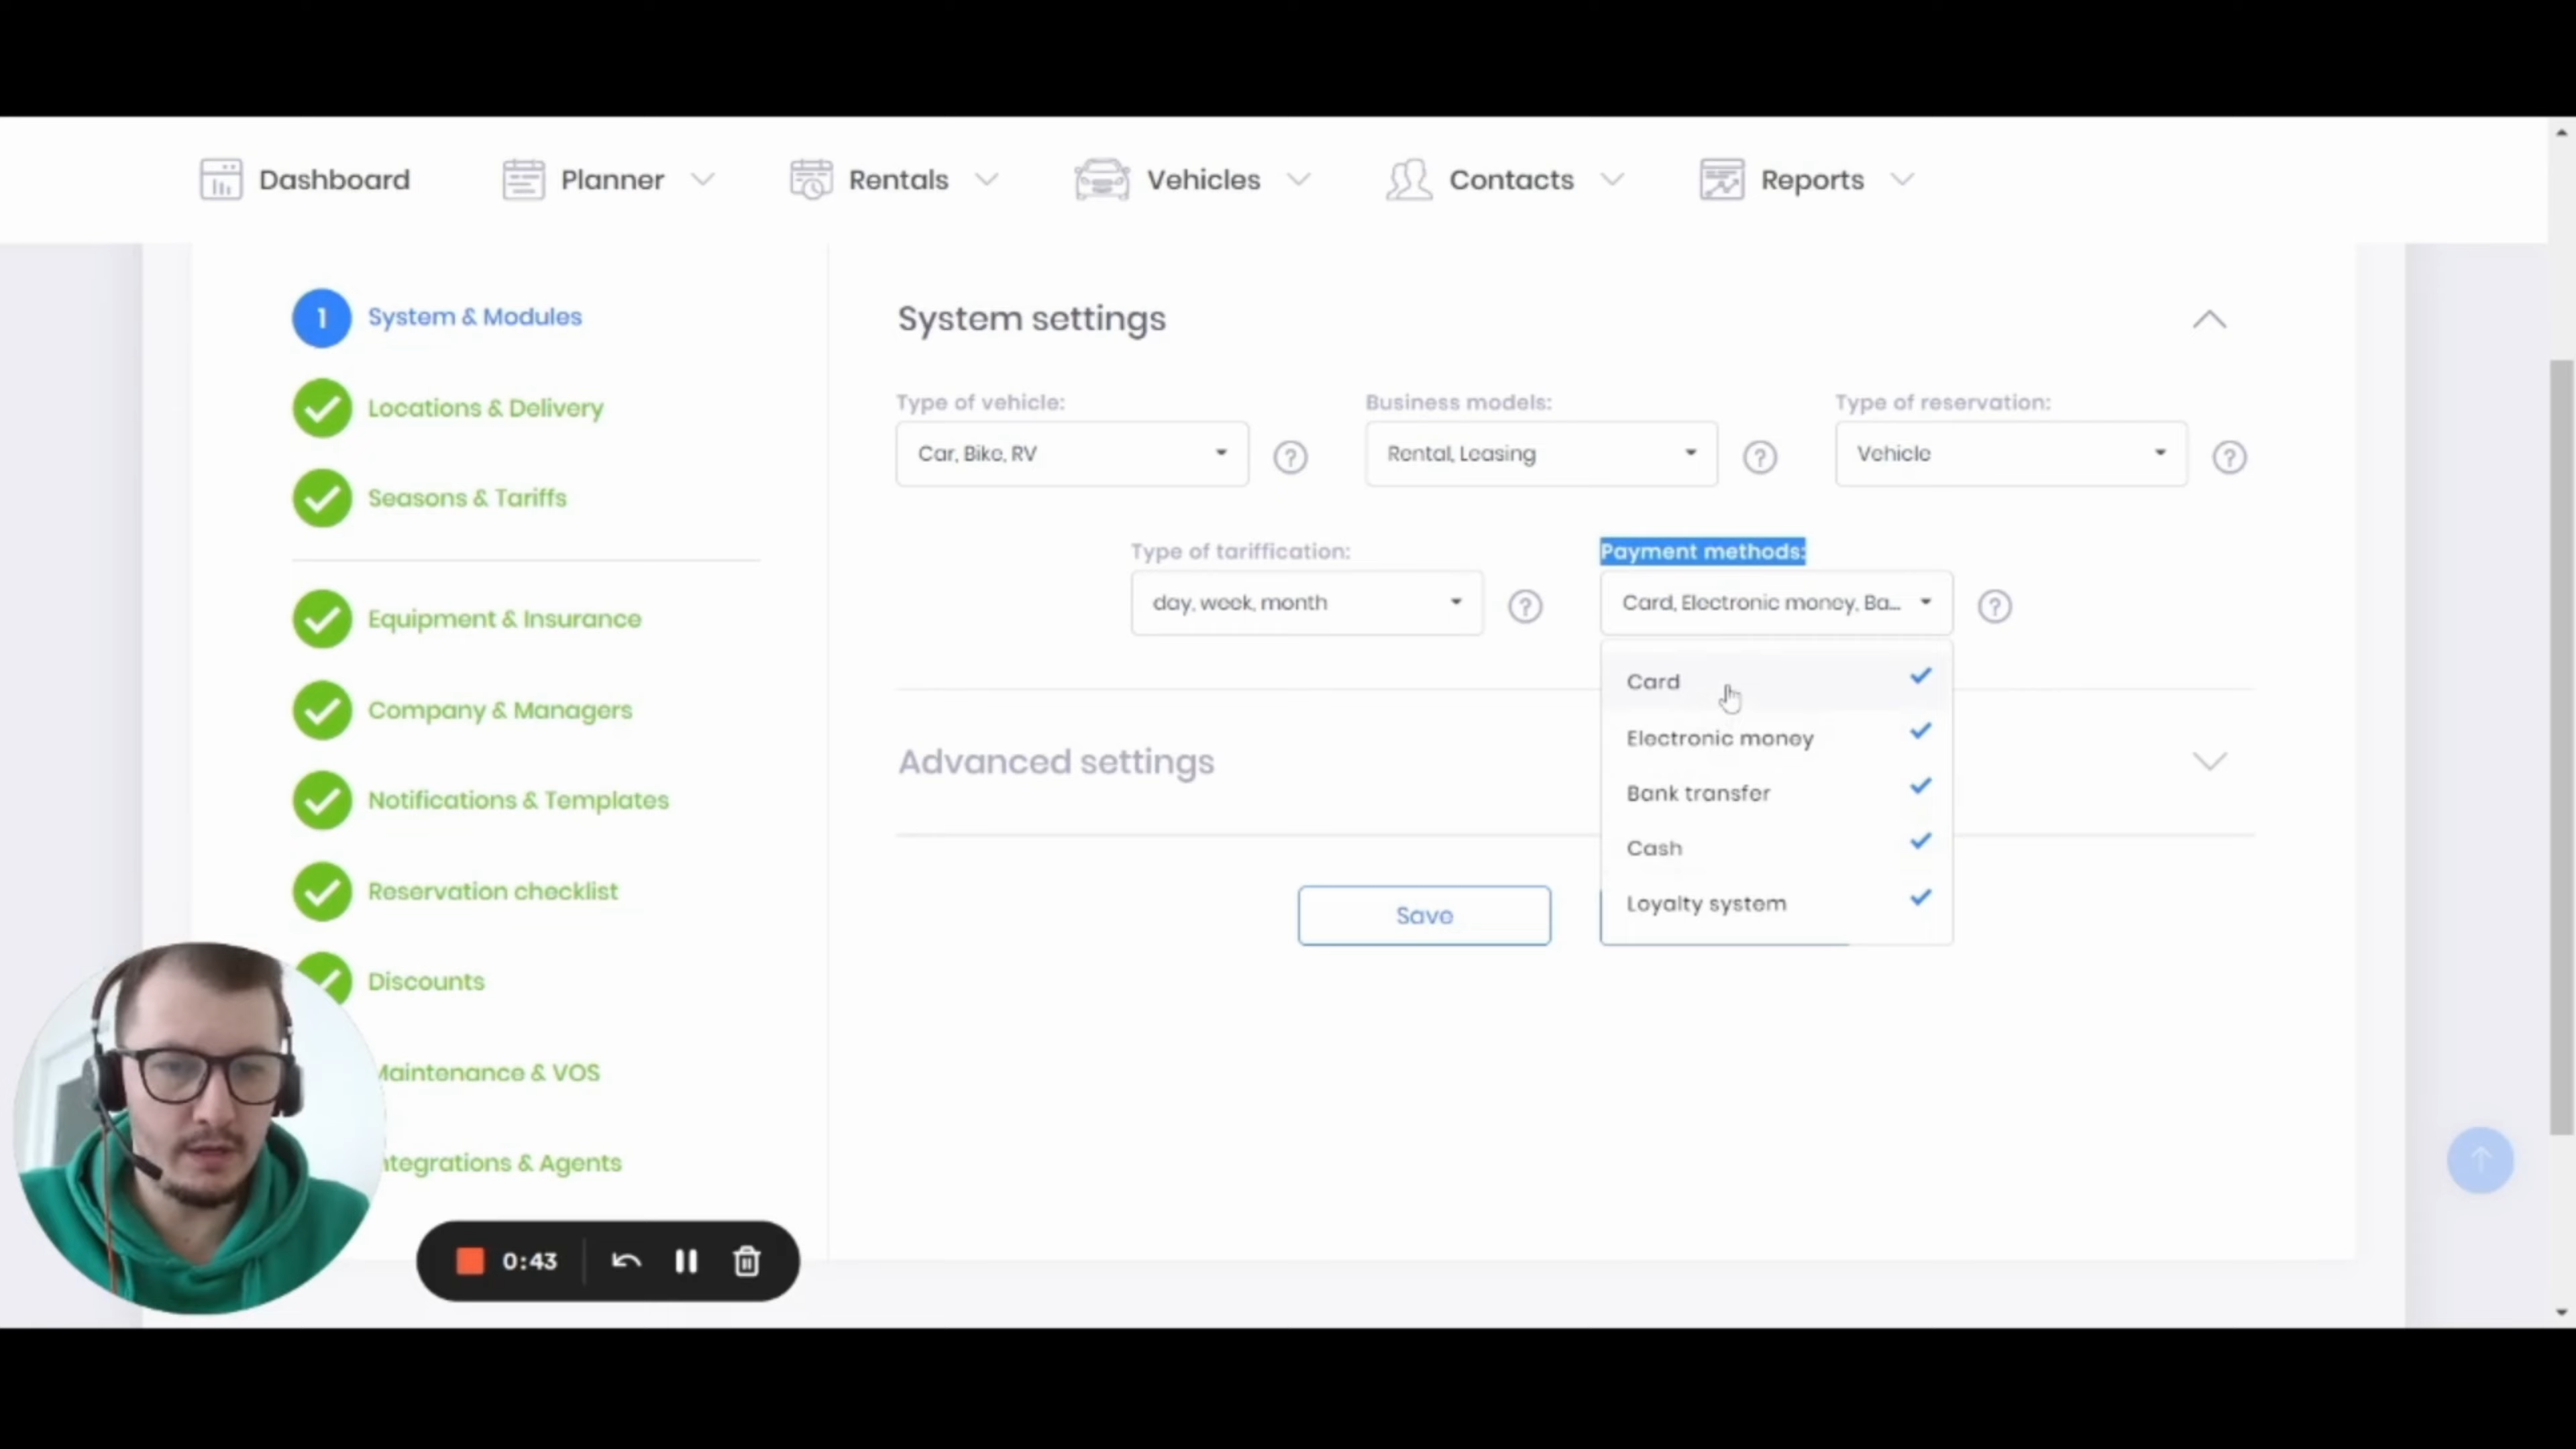 Dashboard
Planner
Rentals
Vehicles
Contacts
Reports
1 System & Modules
Locations & Delivery
Seasons & Tariffs
Equipment & Insurance
Company & Managers
Notifications & Templates
Reservation checklist
Discounts
Maintenance & VOS
ntegrations & Agents
System settings
Type of vehicle:
Car, Bike, RV
?
Business models:
Rental, Leasing
?
Type of reservation:
Vehicle
?
Type of tariffication:
day, week, month
?
Payment methods:
Card, Electronic money, Ba...
?
Card
Electronic money
Bank transfer
Cash
Loyalty system
Advanced settings
Save
0:43